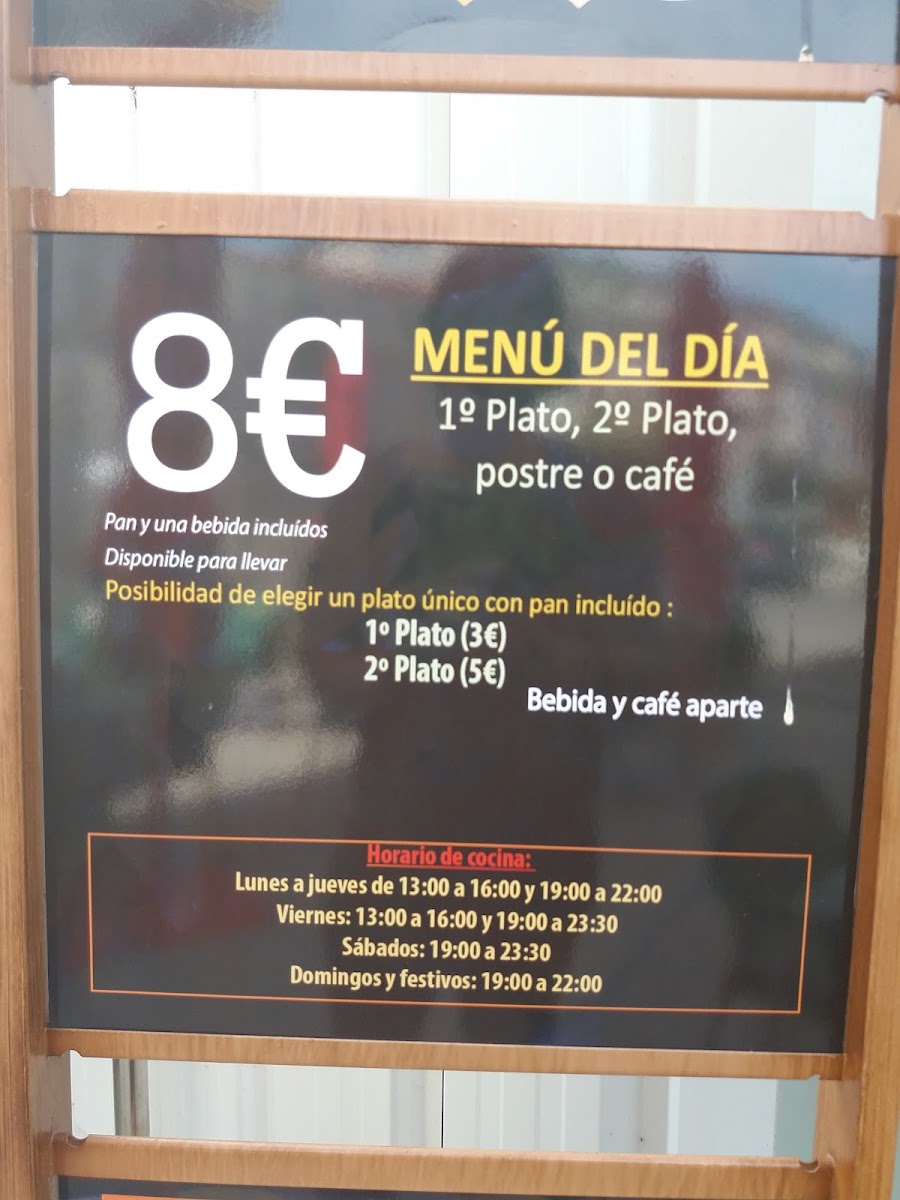 8€
MENÚ DEL DÍA
1º Plato, 2º Plato,
postre o café
Pan y una bebida incluídos
Disponible para llevar
Posibilidad de elegir un plato único con pan incluído :
1º Plato (3€)
2º Plato (5€)
Bebida y café aparte
Horario de cocina:
Lunes a jueves de 13:00 a 16:00 y 19:00 a 22:00
Viernes: 13:00 a 16:00 y 19:00 a 23:30
Sábados: 19:00 a 23:30
Domingos y festivos: 19:00 a 22:00